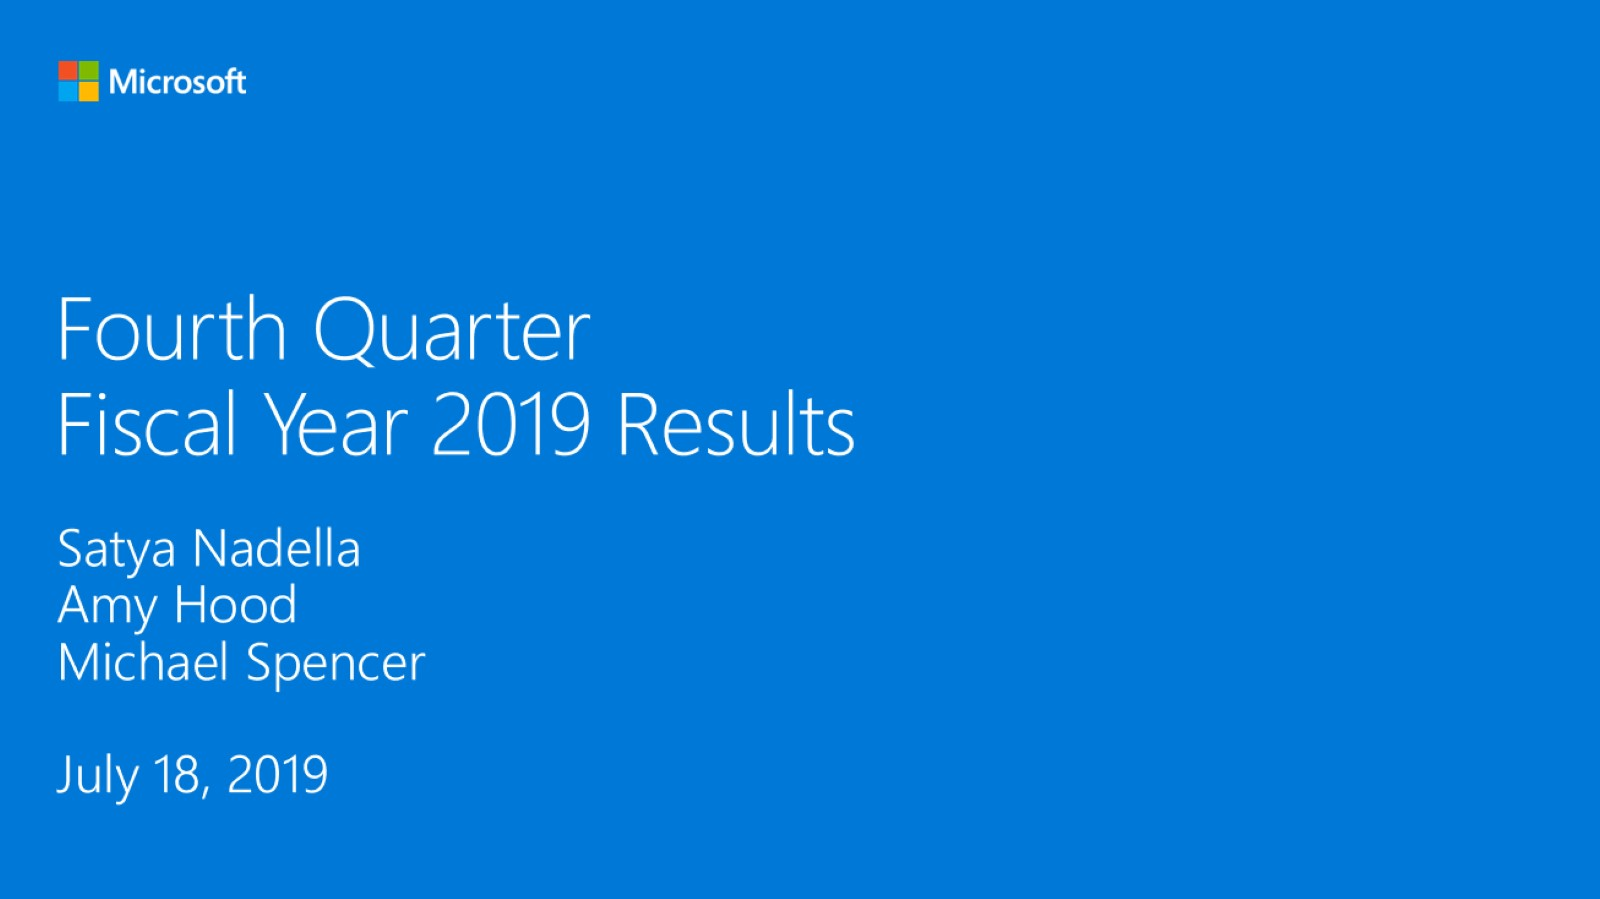 Microsoft
Fourth Quarter
Fiscal Year 2019 Results
Satya Nadella
Amy Hood
Michael Spencer
July 18, 2019